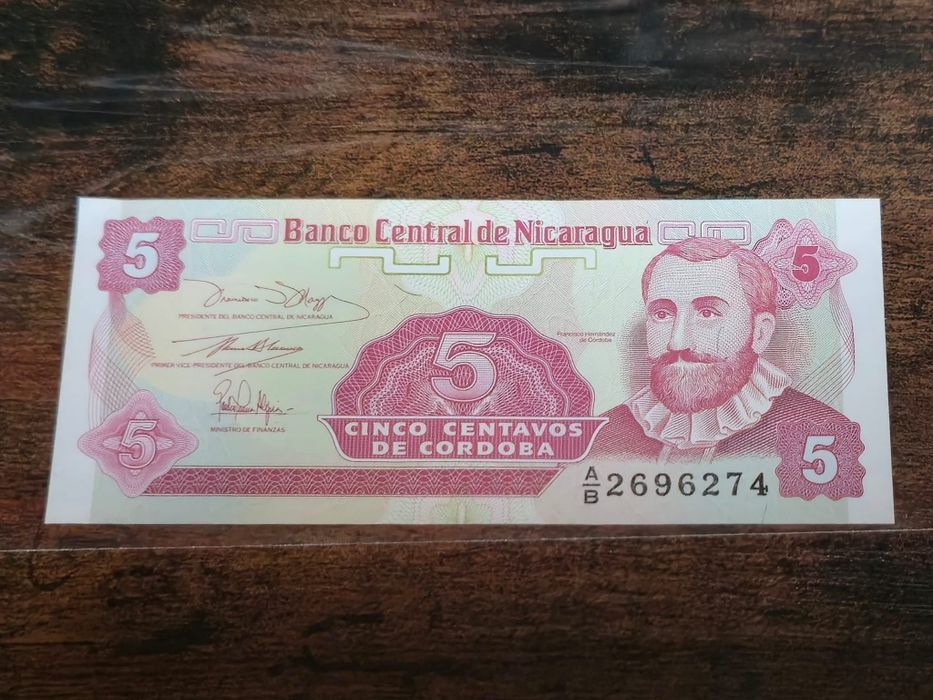 5
Banco Central de Nicaragua
5
PRESIDENTE DEL BANCO CENTRAL DE NICARAGUA
PRIMER VICE-PRESIDENTE DEL BANCO CENTRAL DE NICARAGUA
MINISTRO DE FINANZAS
5
Francisco Hernández
de Córdoba
5
CINCO CENTAVOS
DE CORDOBA
A/B 2696274
5